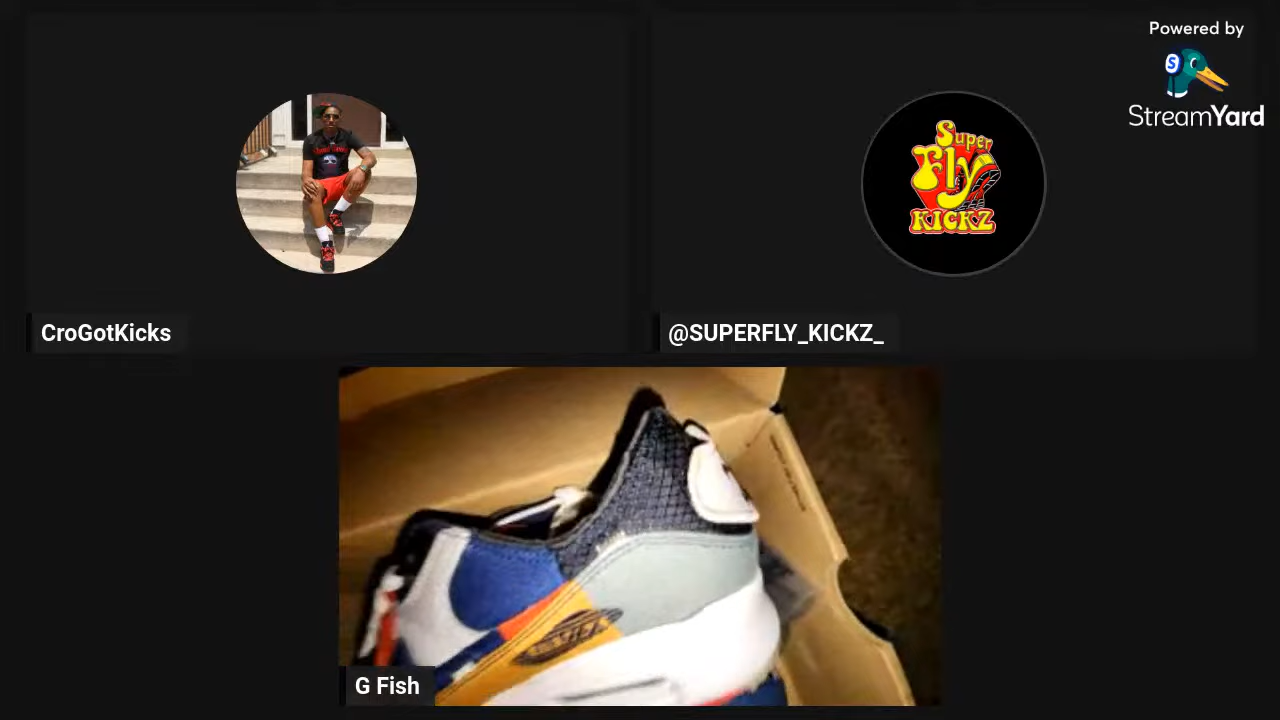 Powered by
S
StreamYard
Super
Fly
KICKZ
CroGotKicks
@SUPERFLY_KICKZ_
G Fish